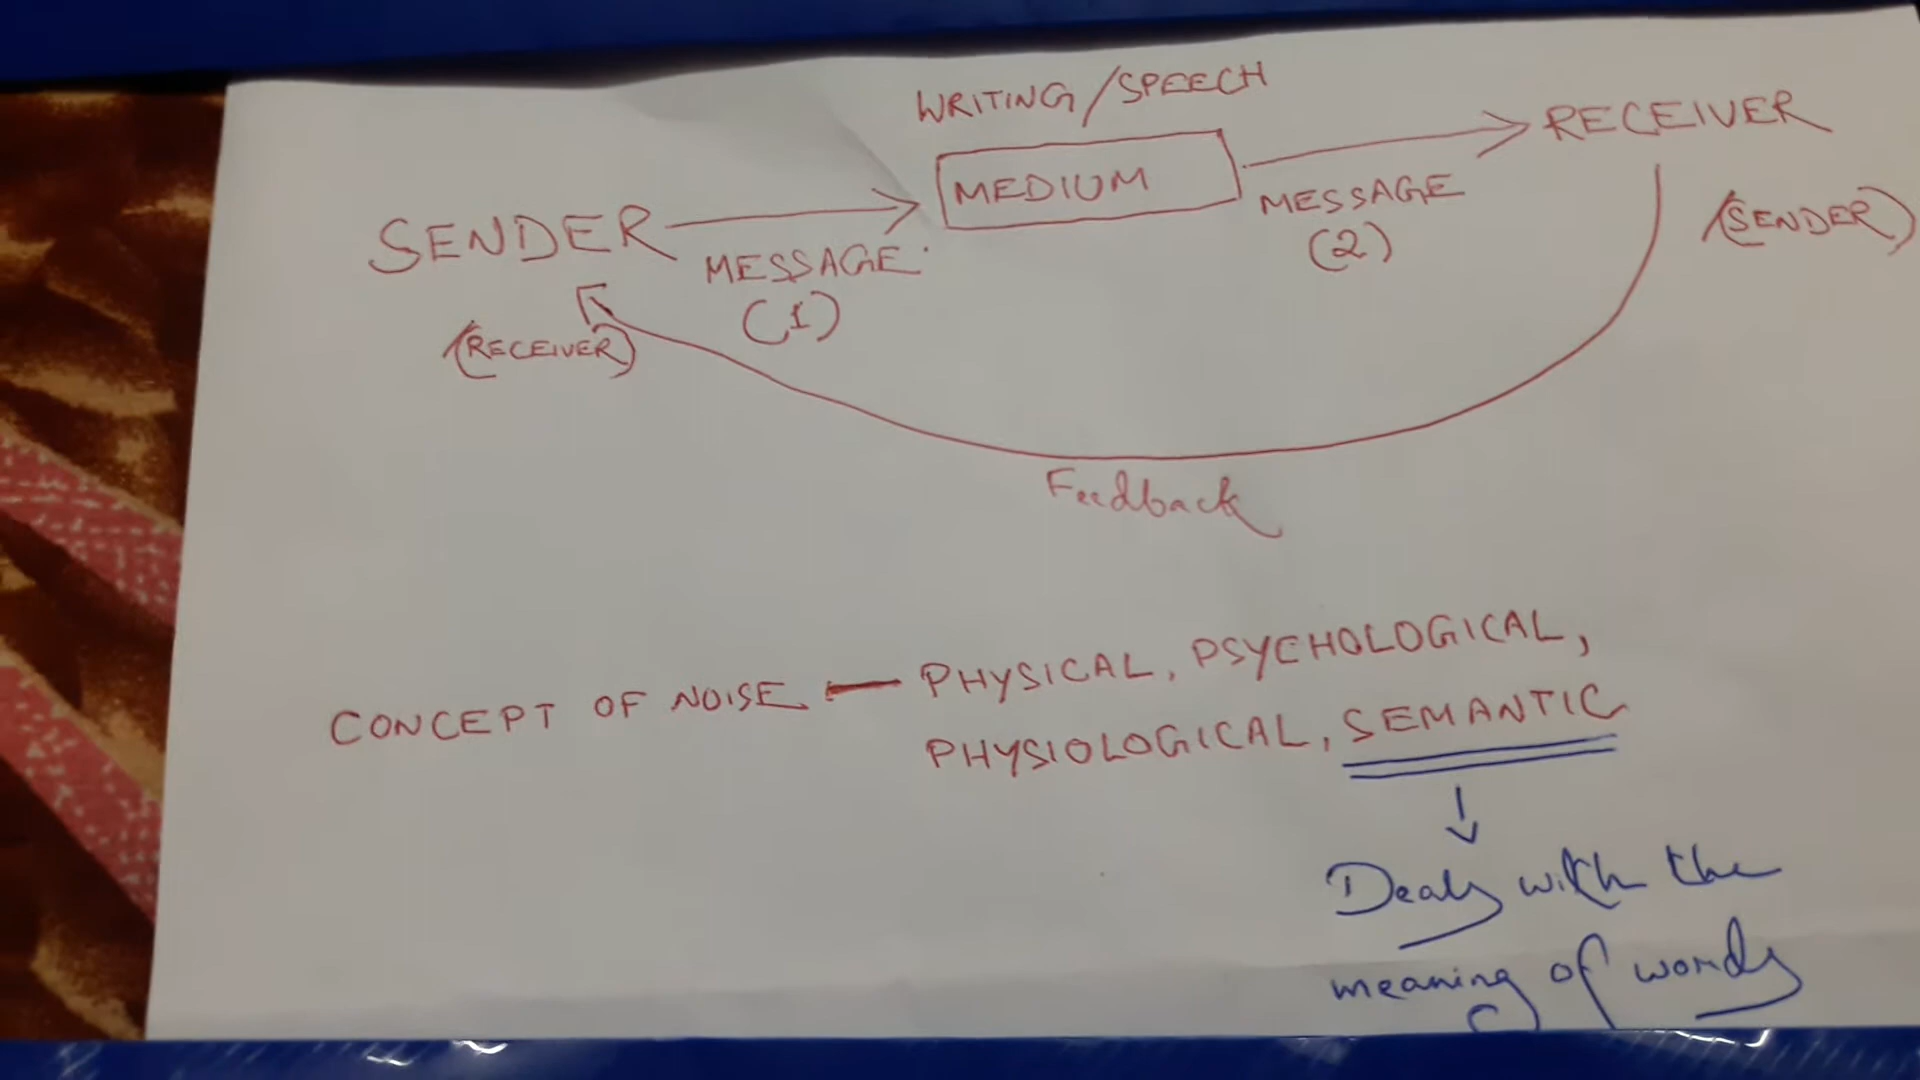 WRITING/SPEECH
SENDER
MESSAGE
(1)
MEDIUM
MESSAGE
(2)
RECEIVER
(SENDER)
(RECEIVER)
Feedback
CONCEPT OF NOISE — PHYSICAL, PSYCHOLOGICAL,
PHYSIOLOGICAL, SEMANTIC
Deals with the
meaning of words